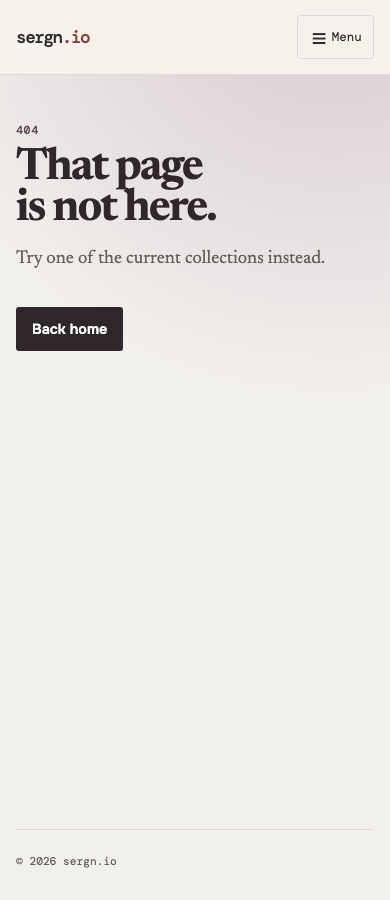 sergn.io
Menu
404
That page
is not here.
Try one of the current collections instead.
Back home
© 2026 sergn.io